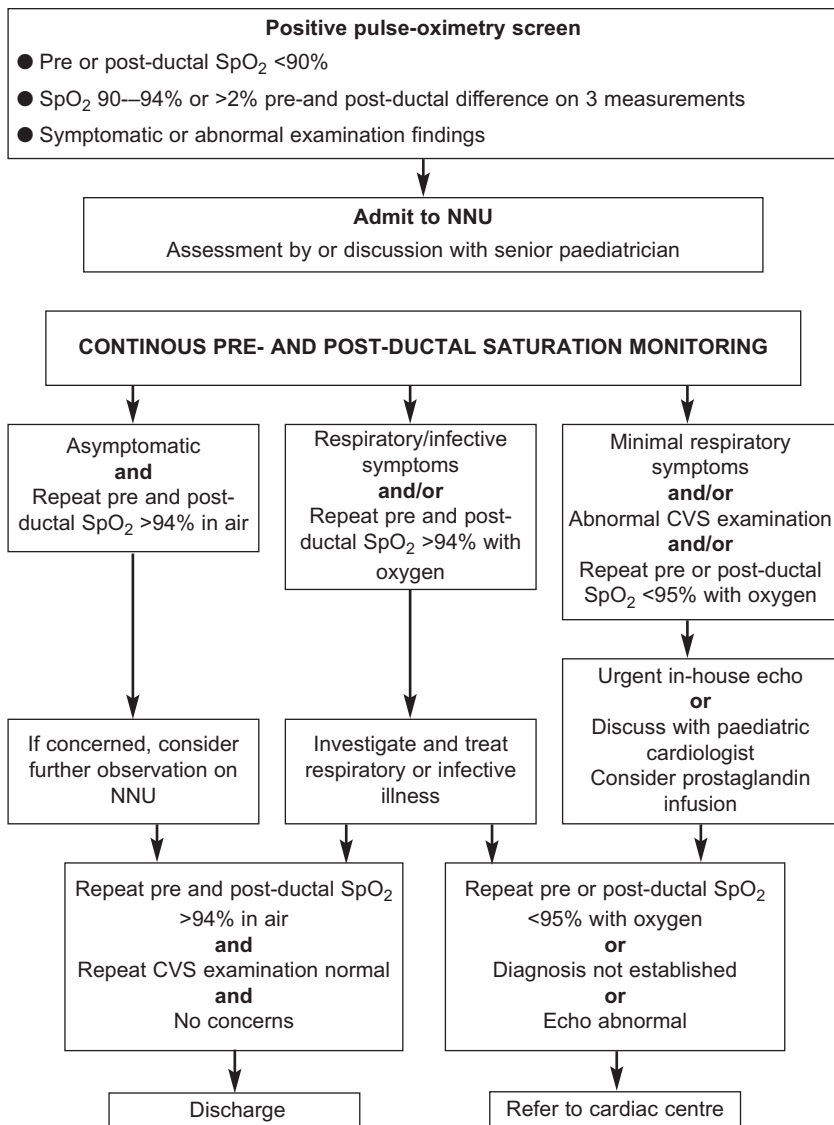 Positive pulse-oximetry screen
● Pre or post-ductal SpO₂ <90%
● SpO₂ 90-–94% or >2% pre-and post-ductal difference on 3 measurements
● Symptomatic or abnormal examination findings
Admit to NNU
Assessment by or discussion with senior paediatrician
CONTINOUS PRE- AND POST-DUCTAL SATURATION MONITORING
Asymptomatic
and
Repeat pre and post-
ductal SpO₂ >94% in air
Respiratory/infective
symptoms
and/or
Repeat pre and post-
ductal SpO₂ >94% with
oxygen
Minimal respiratory
symptoms
and/or
Abnormal CVS examination
and/or
Repeat pre or post-ductal
SpO₂ <95% with oxygen
If concerned, consider
further observation on
NNU
Investigate and treat
respiratory or infective
illness
Urgent in-house echo
or
Discuss with paediatric
cardiologist
Consider prostaglandin
infusion
Repeat pre and post-ductal SpO₂
>94% in air
and
Repeat CVS examination normal
and
No concerns
Repeat pre or post-ductal SpO₂
<95% with oxygen
or
Diagnosis not established
or
Echo abnormal
Discharge
Refer to cardiac centre